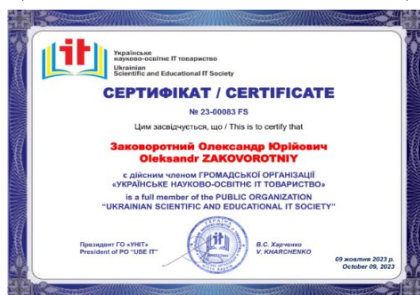 Українське
науково-освітнє ІТ товариство
Ukrainian
Scientific and Educational IT Society
СЕРТИФІКАТ / CERTIFICATE
№ 23-00083 FS
Цим засвідчується, що / This is to certify that
Заковоротний Олександр Юрійович
Oleksandr ZAKOVOROTNIY
є дійсним членом ГРОМАДСЬКОЇ ОРГАНІЗАЦІЇ
«УКРАЇНСЬКЕ НАУКОВО-ОСВІТНЄ ІТ ТОВАРИСТВО»
is a full member of the PUBLIC ORGANIZATION
"UKRAINIAN SCIENTIFIC AND EDUCATIONAL IT SOCIETY"
Президент ГО «УНІТ»
President of PO "USE IT"
В.С. Харченко
V. KHARCHENKO
09 жовтня 2023 р.
October 09, 2023